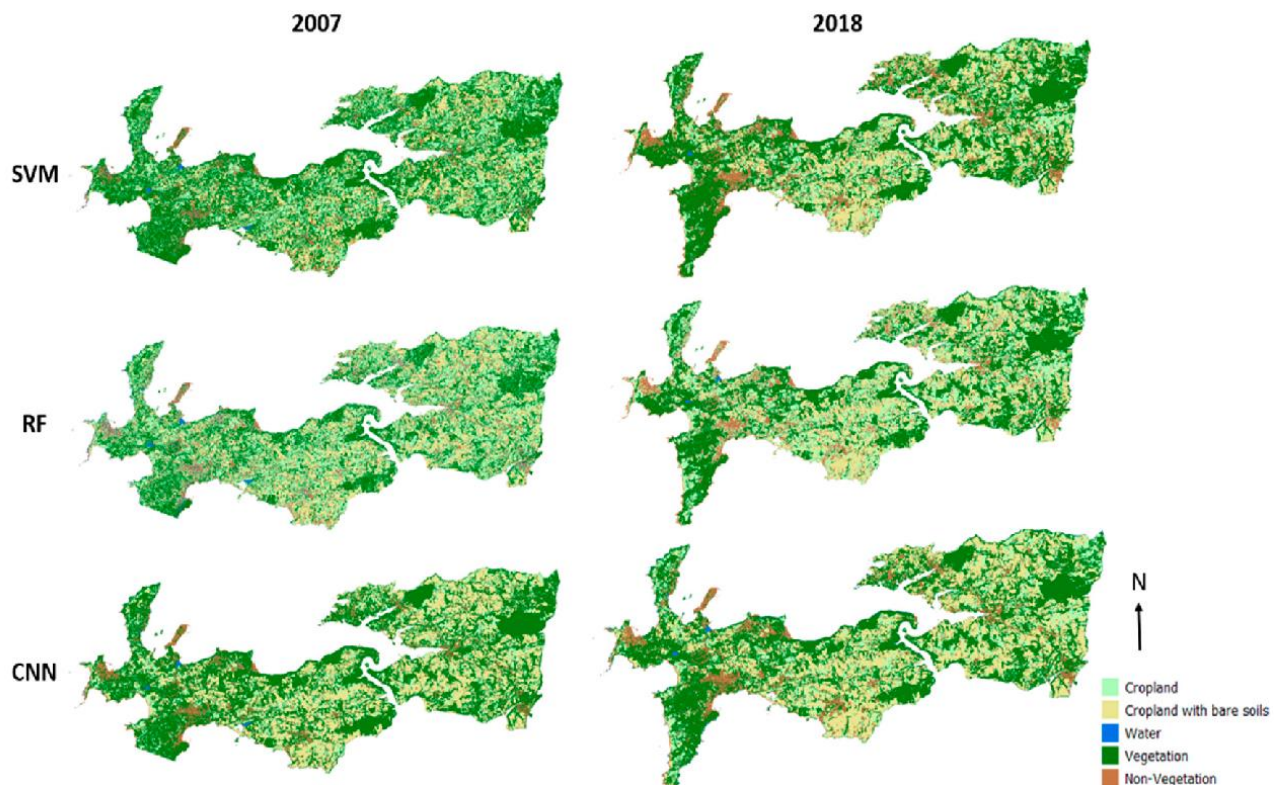 2007 2018
SVM
RF
CNN
N
Cropland
Cropland with bare soils
Water
Vegetation
Non-Vegetation